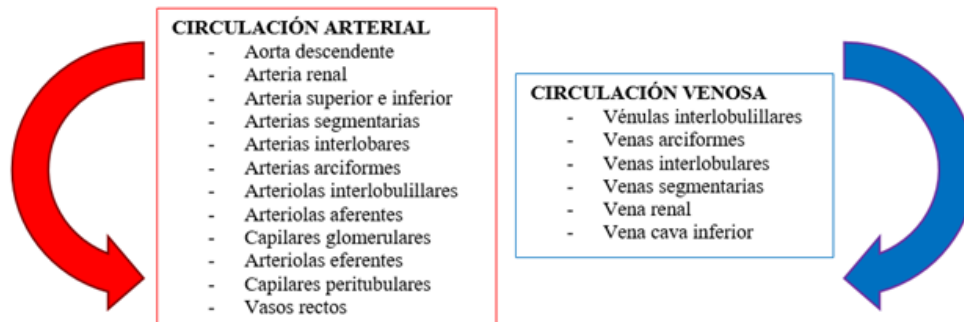 CIRCULACIÓN ARTERIAL
- Aorta descendente
- Arteria renal
- Arteria superior e inferior
- Arterias segmentarias
- Arterias interlobares
- Arterias arciformes
- Arteriolas interlobulillares
- Arteriolas aferentes
- Capilares glomerulares
- Arteriolas eferentes
- Capilares peritubulares
- Vasos rectos
CIRCULACIÓN VENOSA
- Vénulas interlobulillares
- Venas arciformes
- Venas interlobulares
- Venas segmentarias
- Vena renal
- Vena cava inferior